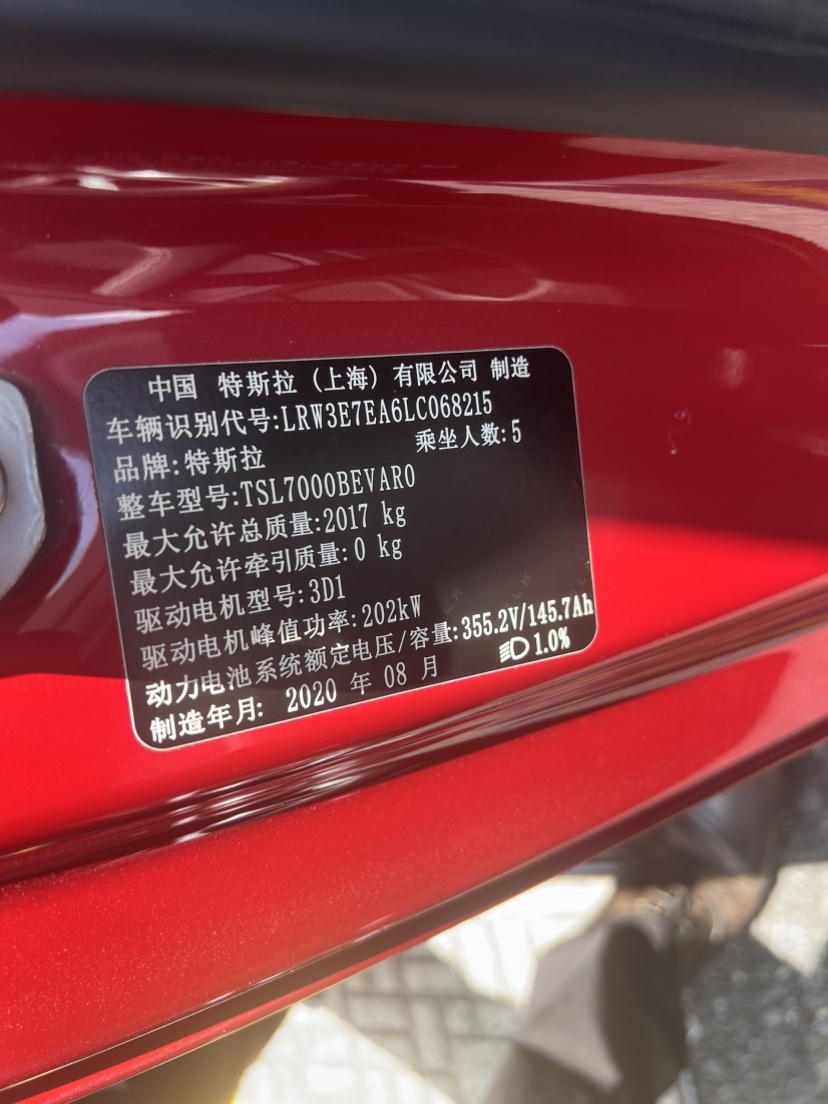 中国 特斯拉 (上海) 有限公司 制造
车辆识别代号:LRW3E7EA6LC068215
品牌:特斯拉 乘坐人数:5
整车型号:TSL7000BEVAR0
最大允许总质量:2017 kg
最大允许牵引质量:0 kg
驱动电机型号:3D1
驱动电机峰值功率:202kW
动力电池系统额定电压/容量:355.2V/145.7Ah
制造年月: 2020 年 08 月 1.0%